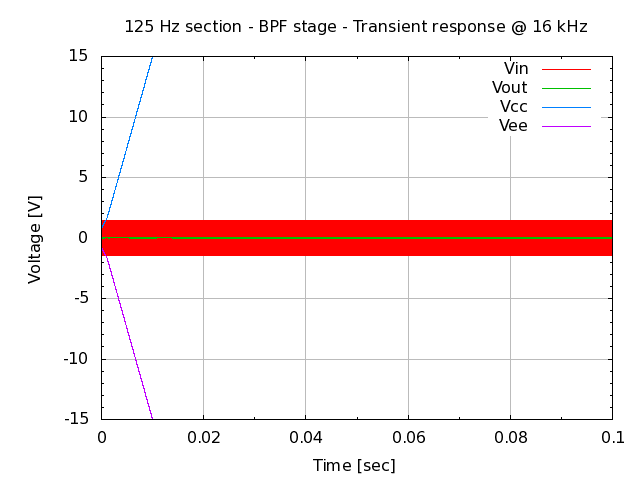 125 Hz section - BPF stage - Transient response @ 16 kHz
15
10
5
0
-5
-10
-15
Voltage [V]
Vin
Vout
Vcc
Vee
0 0.02 0.04 0.06 0.08 0.1
Time [sec]